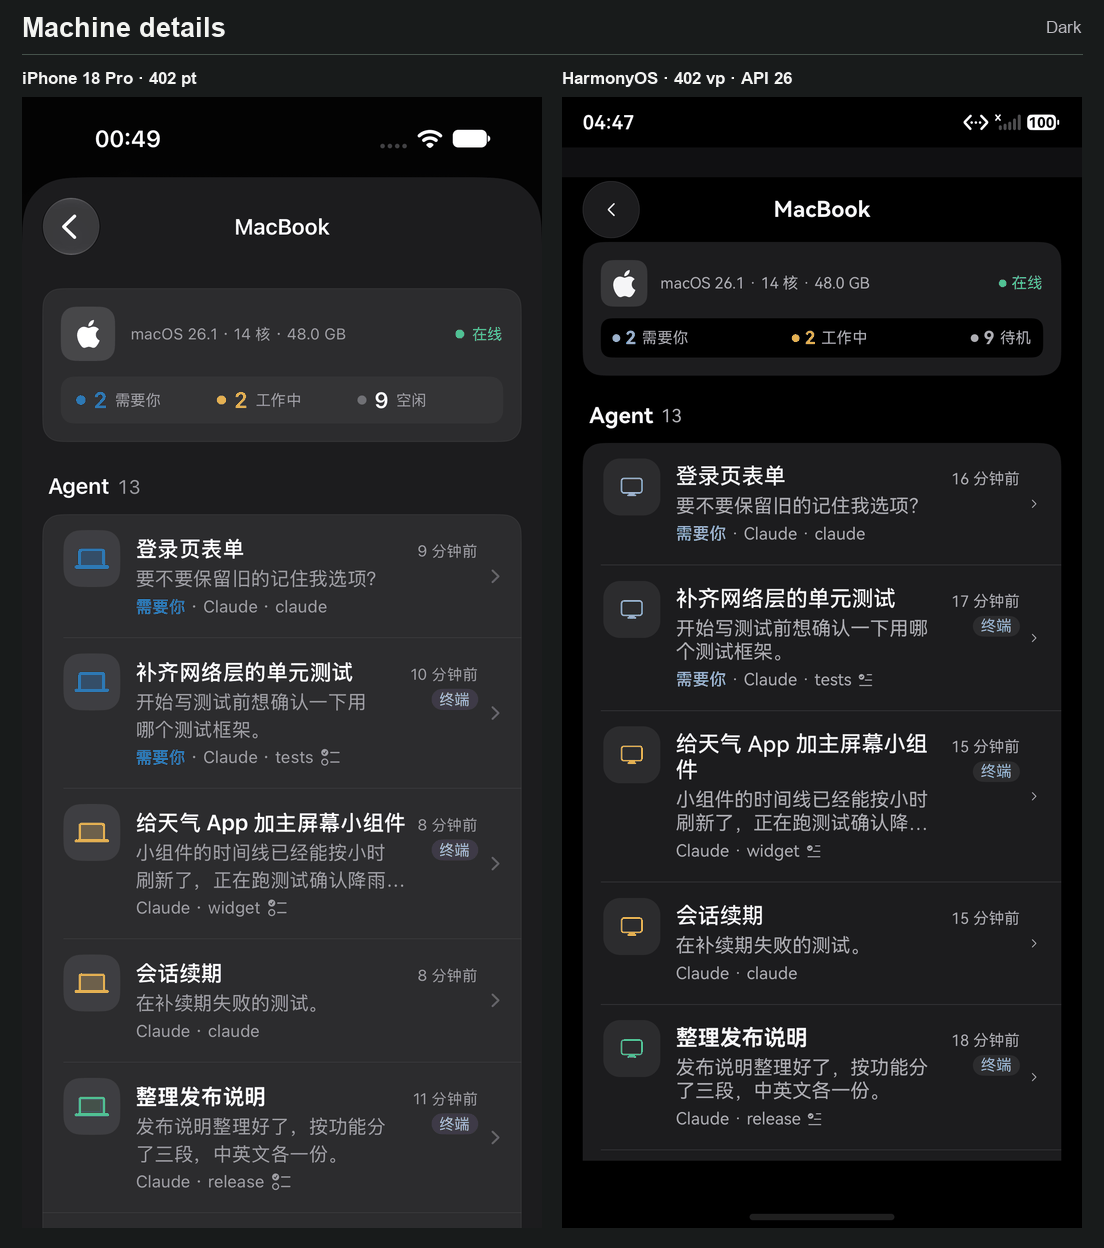 Machine details
Dark
iPhone 18 Pro · 402 pt
00:49
MacBook
macOS 26.1 · 14 核 · 48.0 GB
在线
2 需要你
2 工作中
9 空闲
Agent 13
登录页表单
9 分钟前
要不要保留旧的记住我选项?
需要你 · Claude · claude
补齐网络层的单元测试
10 分钟前
开始写测试前想确认一下用
终端
哪个测试框架。
需要你 · Claude · tests
给天气 App 加主屏幕小组件
8 分钟前
小组件的时间线已经能按小时
终端
刷新了，正在跑测试确认降雨…
Claude · widget
会话续期
8 分钟前
在补续期失败的测试。
Claude · claude
整理发布说明
11 分钟前
发布说明整理好了，按功能分
终端
了三段，中英文各一份。
Claude · release
HarmonyOS · 402 vp · API 26
04:47
100
MacBook
macOS 26.1 · 14 核 · 48.0 GB
在线
2 需要你
2 工作中
9 待机
Agent 13
登录页表单
16 分钟前
要不要保留旧的记住我选项?
需要你 · Claude · claude
补齐网络层的单元测试
17 分钟前
开始写测试前想确认一下用哪
终端
个测试框架。
需要你 · Claude · tests
给天气 App 加主屏幕小组
15 分钟前
件
终端
小组件的时间线已经能按小时
刷新了，正在跑测试确认降…
Claude · widget
会话续期
15 分钟前
在补续期失败的测试。
Claude · claude
整理发布说明
18 分钟前
发布说明整理好了，按功能分
终端
了三段，中英文各一份。
Claude · release